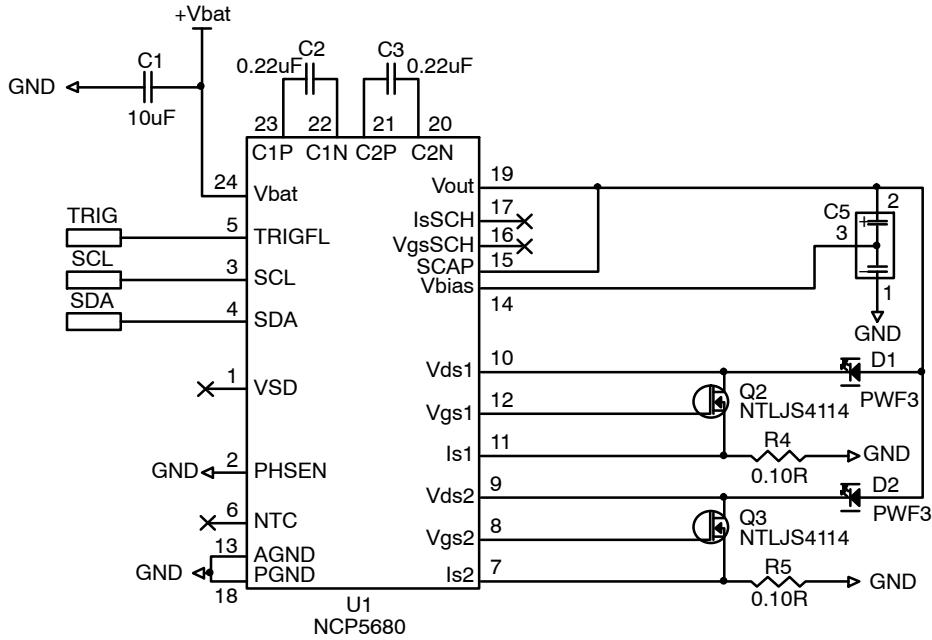 +Vbat
C1
GND
10uF
C2
0.22uF
C3
0.22uF
23
22
21
20
C1P
C1N
C2P
C2N
24
Vbat
TRIG
5
TRIGFL
SCL
3
SCL
SDA
4
SDA
1
VSD
GND
2
PHSEN
6
NTC
13
AGND
GND
PGND
18
Vout
19
IsSCH
17
VgsSCH
16
SCAP
15
Vbias
14
C5
2
3
+
−
1
GND
Vds1
10
D1
PWF3
Vgs1
12
Q2
NTLJS4114
Is1
11
R4
GND
0.10R
Vds2
9
D2
PWF3
Vgs2
8
Q3
NTLJS4114
Is2
7
R5
GND
0.10R
U1
NCP5680